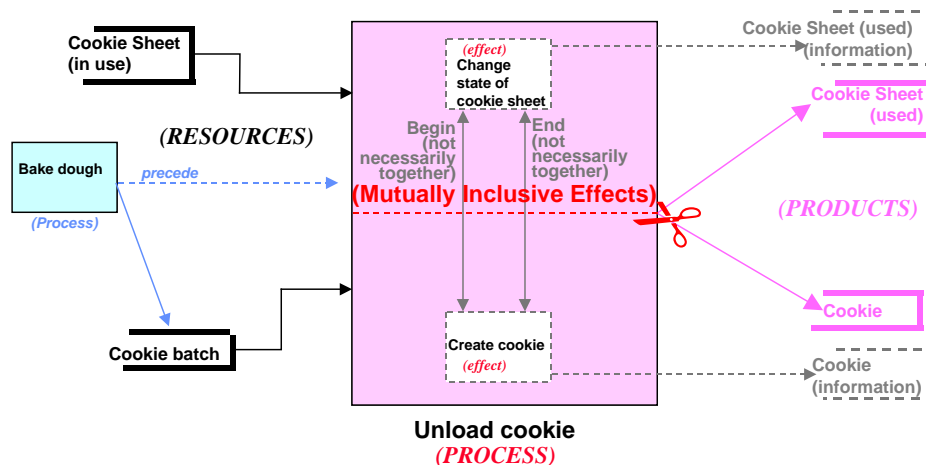 Cookie Sheet
(in use)
(RESOURCES)
Bake dough
precede
(Process)
Cookie batch
(effect)
Change
state of
cookie sheet
Begin
(not
necessarily
together)
End
(not
necessarily
together)
(Mutually Inclusive Effects)
Create cookie
(effect)
Unload cookie
(PROCESS)
Cookie Sheet (used)
(information)
Cookie Sheet
(used)
(PRODUCTS)
Cookie
Cookie
(information)